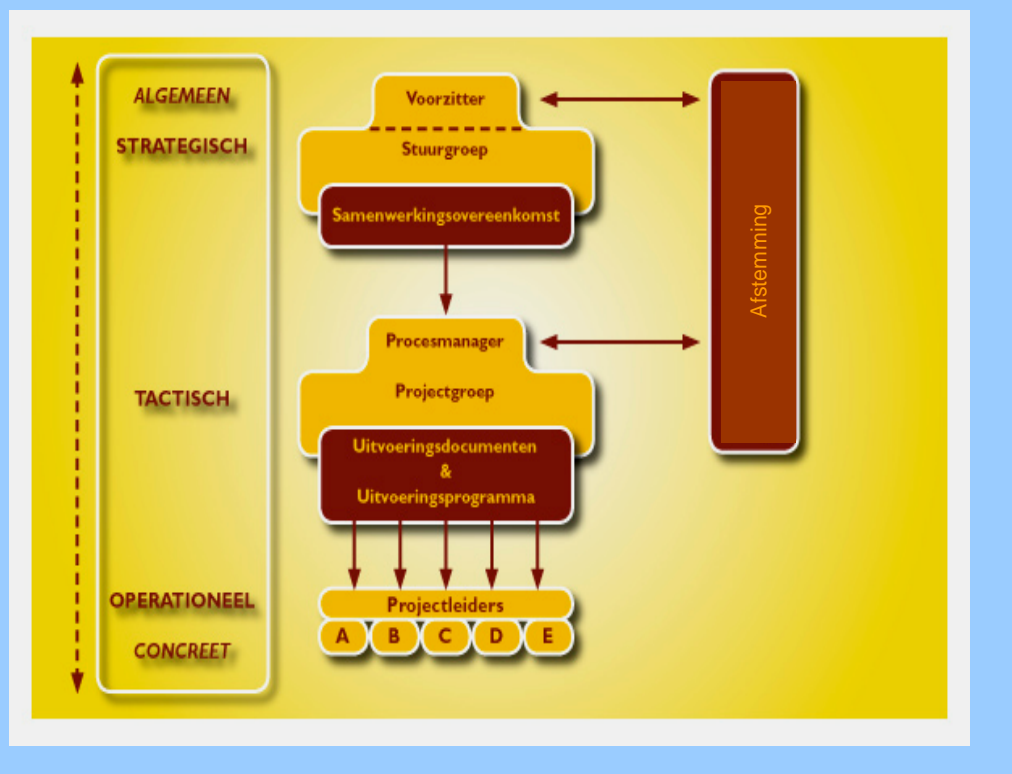 ALGEMEEN
STRATEGISCH
TACTISCH
OPERATIONEEL
CONCREET
Voorzitter
Stuurgroep
Samenwerkingsovereenkomst
Procesmanager
Projectgroep
Uitvoeringsdocumenten
&
Uitvoeringsprogramma
Projectleiders
A B C D E
Afstemming